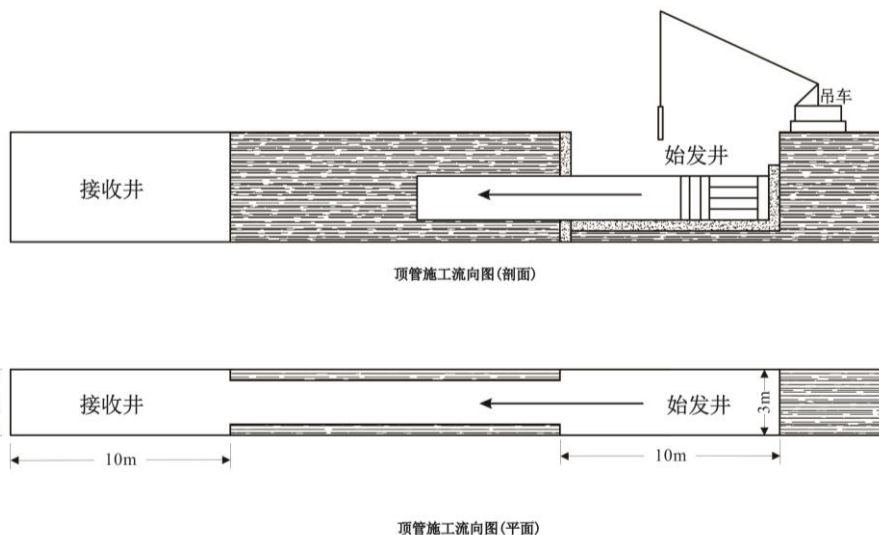 吊车
始发井
接收井
顶管施工流向图(剖面)
接收井
始发井
3m
10m
10m
顶管施工流向图(平面)